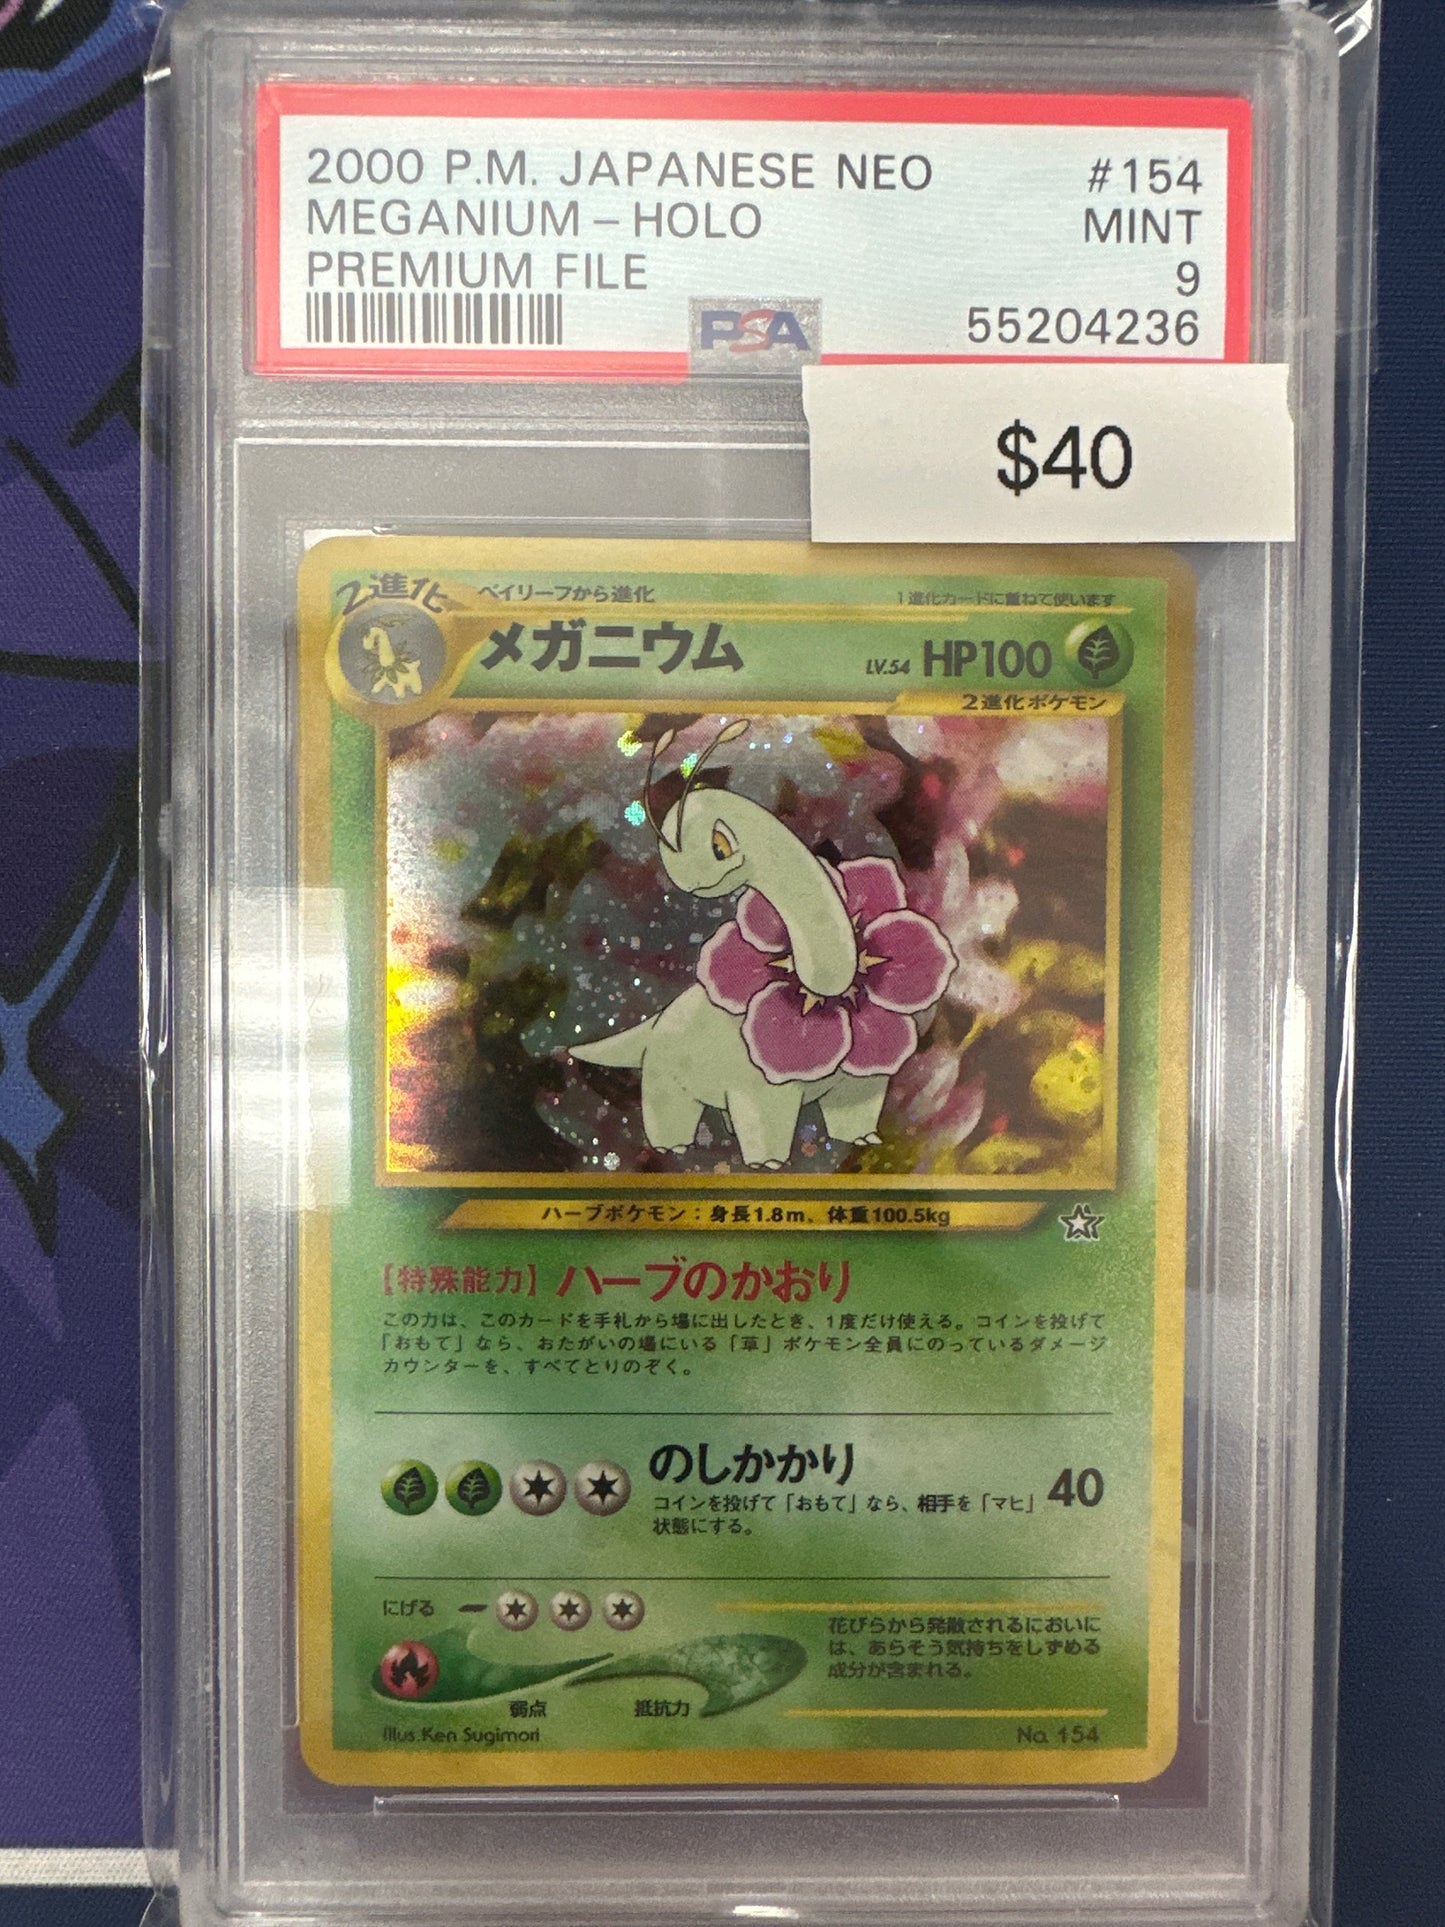 2000 P.M. JAPANESE NEO #154
MEGANIUM-HOLO MINT
PREMIUM FILE 9
PSA 55204236
$40
2進化 ベイリーフから進化 1進化カードに重ねて使います
メガニウム LV.54 HP100
2進化ポケモン
ハーブポケモン：身長1.8m、体重100.5kg
【特殊能力】ハーブのかおり
この力は、このカードを手札から場に出したとき、1度だけ使える。コインを投げて
「おもて」なら、おたがいの場にいる「草」ポケモン全員にのっているダメージ
カウンターを、すべてとりのぞく。
のしかかり 40
コインを投げて「おもて」なら、相手を「マヒ」
状態にする。
にげる
花びらから発散されるにおいに
は、あらそう気持ちをしずめる
成分が含まれる。
弱点 抵抗力
Illus.Ken Sugimori No. 154